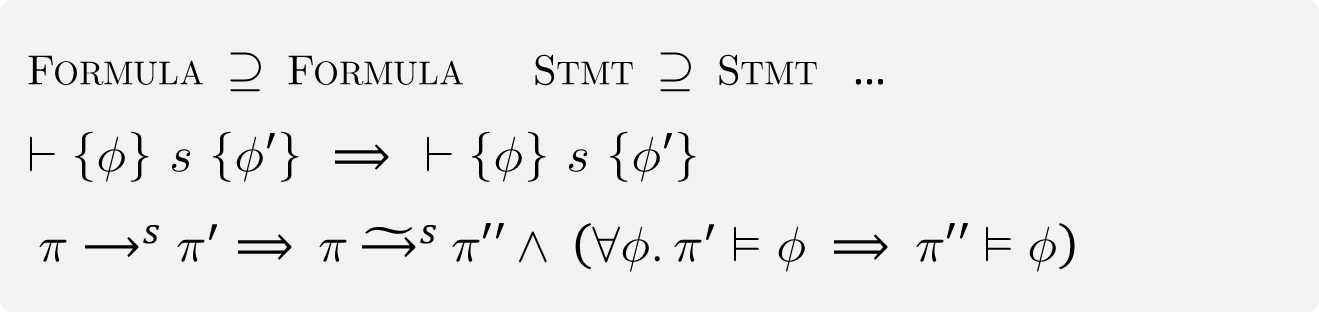 FORMULA ⊇ FORMULA STMT ⊇ STMT ...
⊢ {ϕ} s {ϕ′} ⟹ ⊢ {ϕ} s {ϕ′}
π ⟶ˢ π′ ⟹ π ⟶̃ˢ π″ ∧ (∀ϕ. π′ ⊨ ϕ ⟹ π″ ⊨ ϕ)